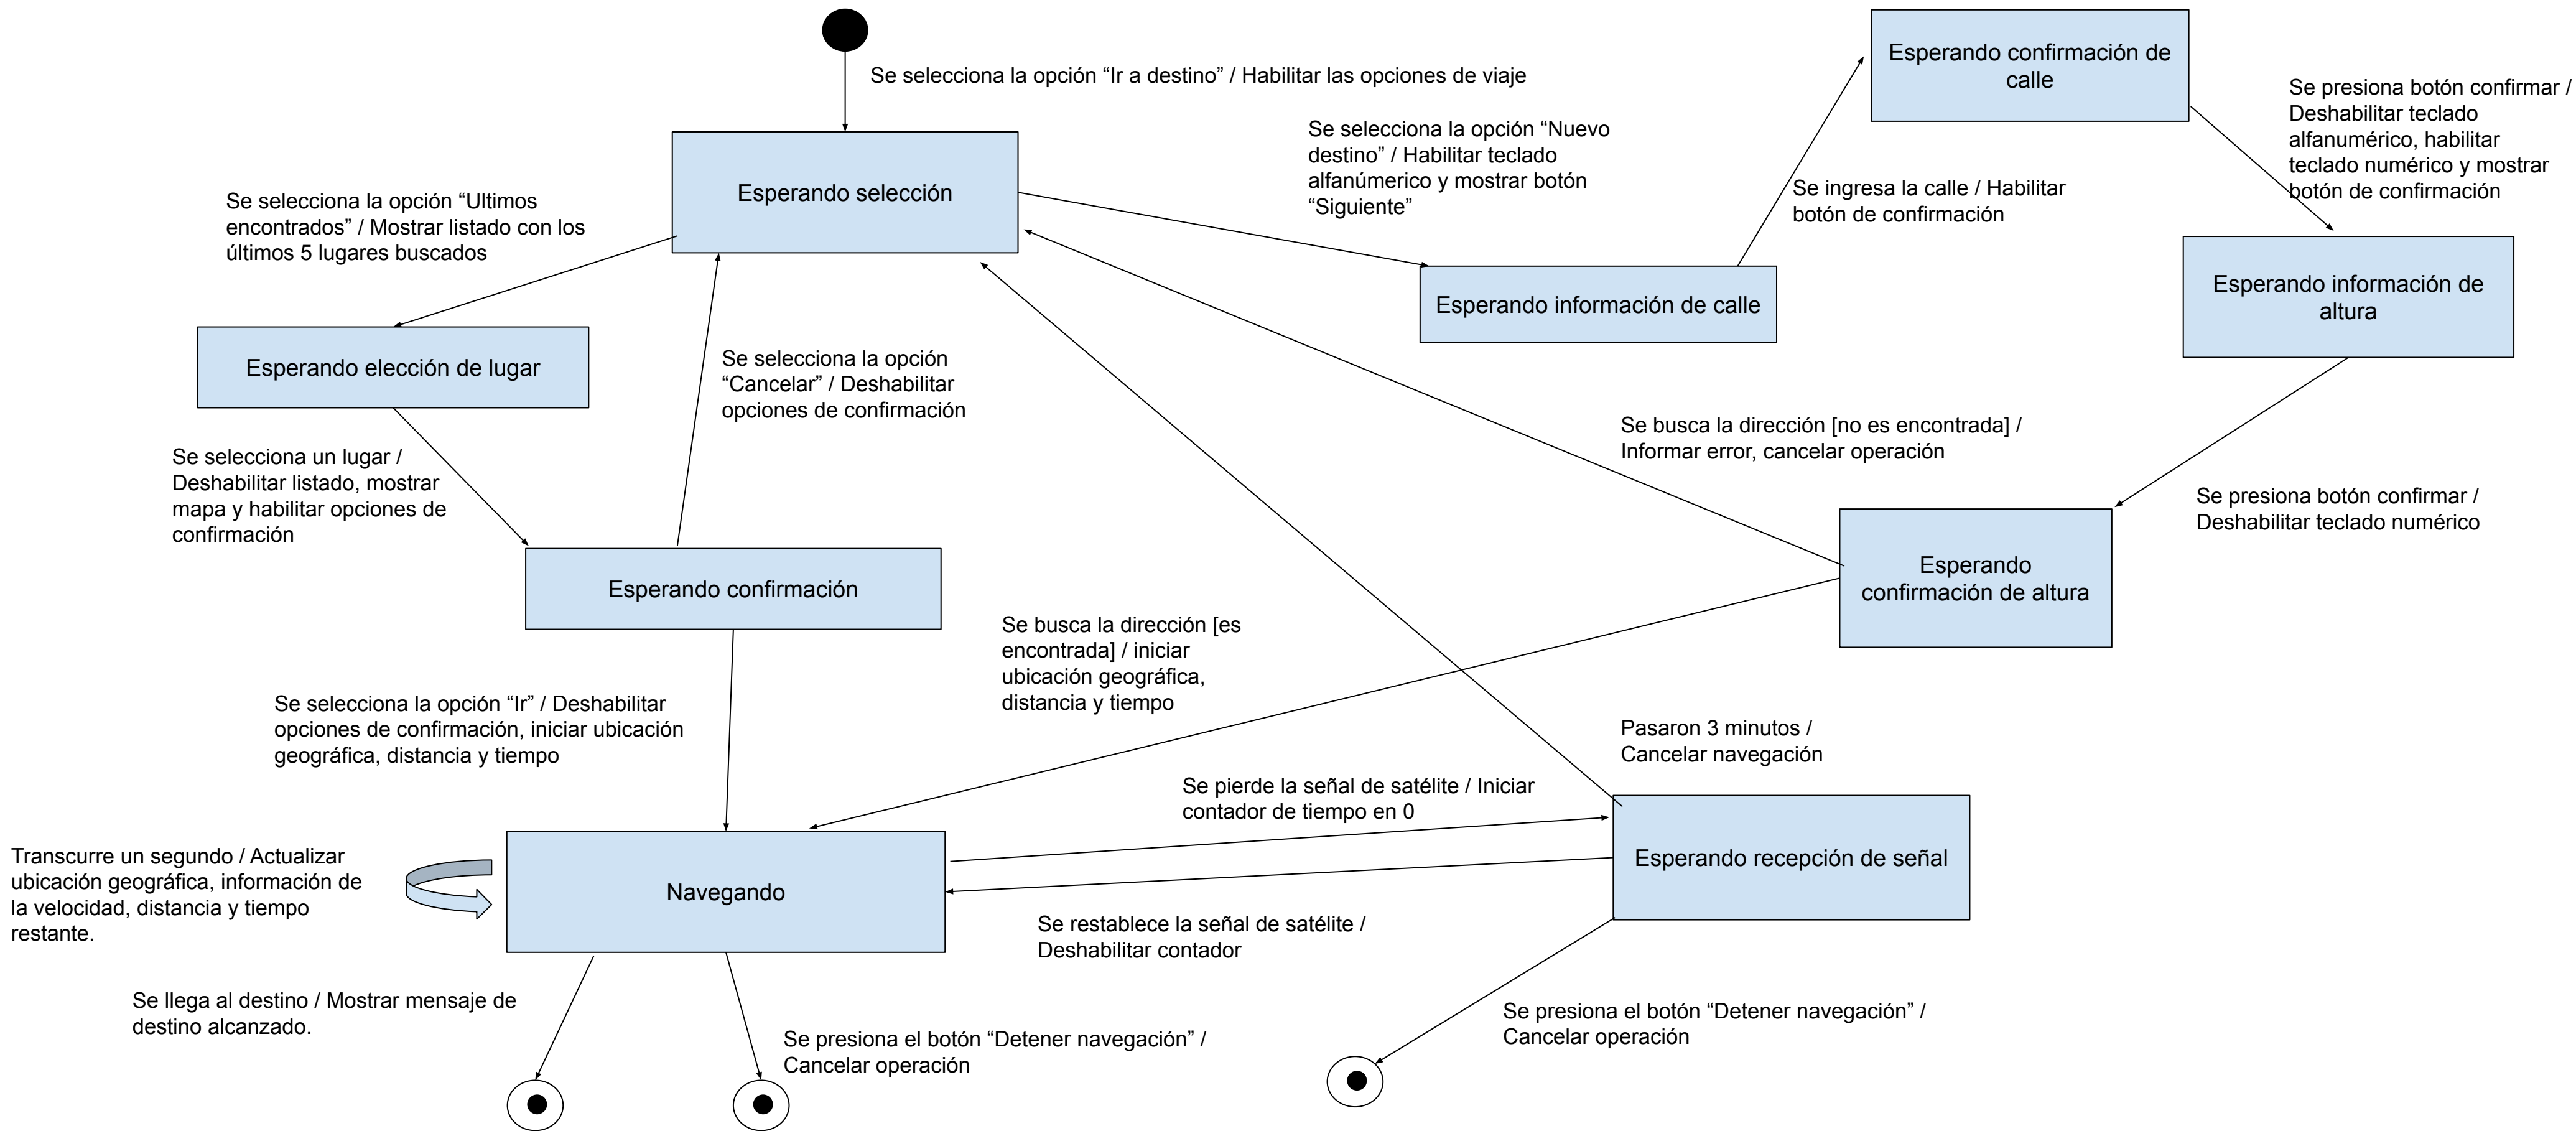 Se selecciona la opción “Ir a destino” / Habilitar las opciones de viaje
Esperando selección
Se selecciona la opción “Nuevo
destino” / Habilitar teclado
alfanúmerico y mostrar botón
“Siguiente”
Esperando confirmación de
calle
Se presiona botón confirmar /
Deshabilitar teclado
alfanumérico, habilitar
teclado numérico y mostrar
botón de confirmación
Se ingresa la calle / Habilitar
botón de confirmación
Se selecciona la opción “Ultimos
encontrados” / Mostrar listado con los
últimos 5 lugares buscados
Esperando información de calle
Esperando información de
altura
Esperando elección de lugar
Se selecciona la opción
“Cancelar” / Deshabilitar
opciones de confirmación
Se busca la dirección [no es encontrada] /
Informar error, cancelar operación
Se selecciona un lugar /
Deshabilitar listado, mostrar
mapa y habilitar opciones de
confirmación
Se presiona botón confirmar /
Deshabilitar teclado numérico
Esperando confirmación
Esperando
confirmación de altura
Se busca la dirección [es
encontrada] / iniciar
ubicación geográfica,
distancia y tiempo
Se selecciona la opción “Ir” / Deshabilitar
opciones de confirmación, iniciar ubicación
geográfica, distancia y tiempo
Pasaron 3 minutos /
Cancelar navegación
Se pierde la señal de satélite / Iniciar
contador de tiempo en 0
Transcurre un segundo / Actualizar
ubicación geográfica, información de
la velocidad, distancia y tiempo
restante.
Navegando
Esperando recepción de señal
Se restablece la señal de satélite /
Deshabilitar contador
Se llega al destino / Mostrar mensaje de
destino alcanzado.
Se presiona el botón “Detener navegación” /
Cancelar operación
Se presiona el botón “Detener navegación” /
Cancelar operación